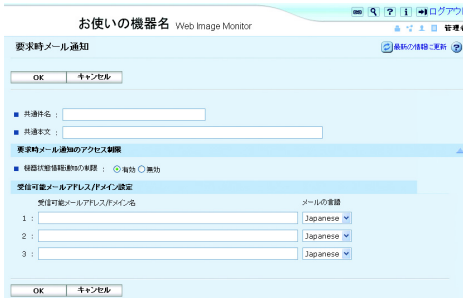 ログアウト
お使いの機器名 Web Image Monitor
管理者
要求時メール通知
最新の情報に更新
OK キャンセル
■ 共通件名 :
■ 共通本文 :
要求時メール通知のアクセス制限
■ 機器状態情報通知の制限 : 有効 無効
受信可能メールアドレス/ドメイン設定
受信可能メールアドレス/ドメイン名 メールの言語
1 : Japanese
2 : Japanese
3 : Japanese
OK キャンセル